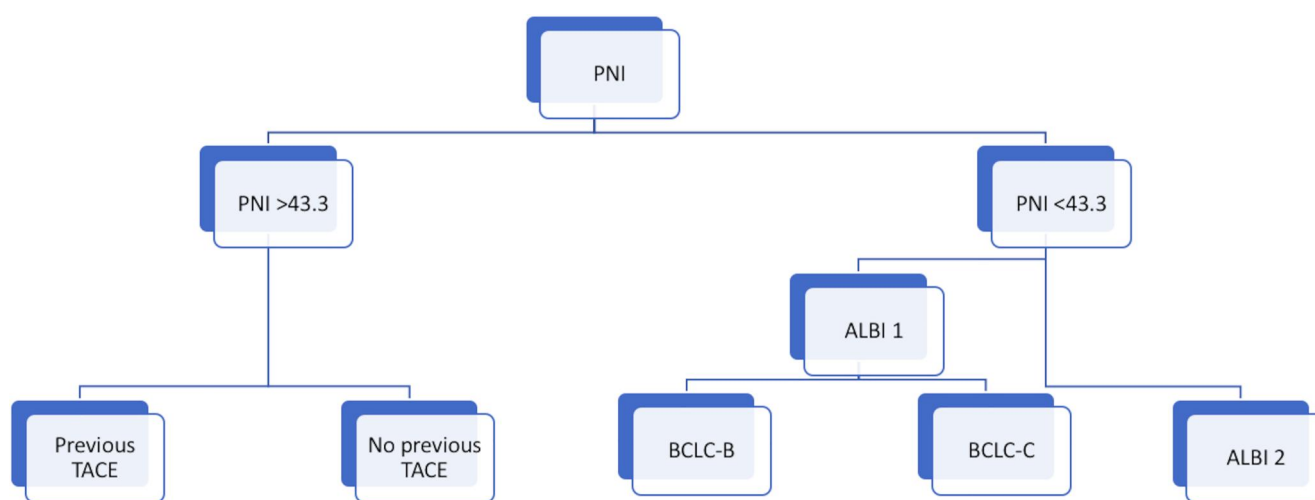 PNI
PNI >43.3
PNI <43.3
ALBI 1
Previous
TACE
No previous
TACE
BCLC-B
BCLC-C
ALBI 2